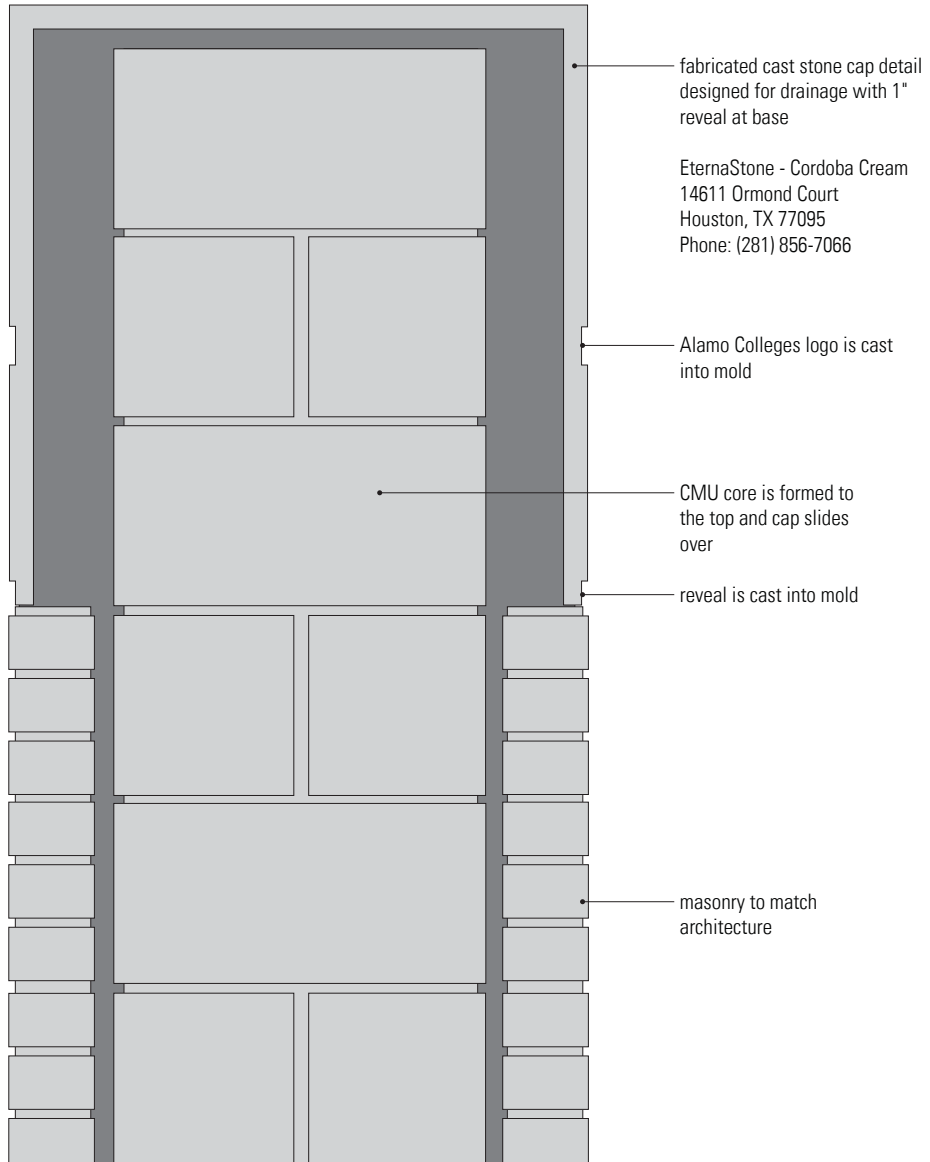 fabricated cast stone cap detail
designed for drainage with 1"
reveal at base
EternaStone - Cordoba Cream
14611 Ormond Court
Houston, TX 77095
Phone: (281) 856-7066
Alamo Colleges logo is cast
into mold
CMU core is formed to
the top and cap slides
over
reveal is cast into mold
masonry to match
architecture